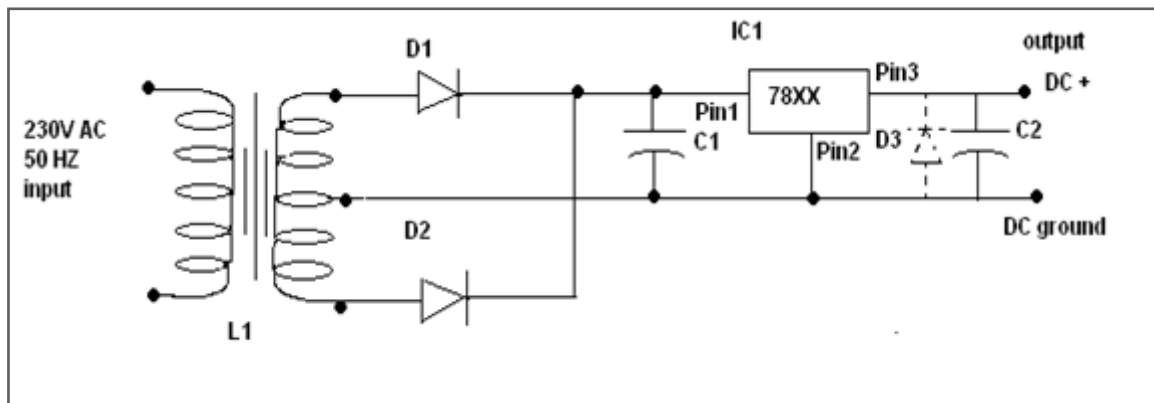 230V AC
50 HZ
input
L1
D1
D2
IC1
78XX
Pin1
Pin2
Pin3
C1
D3
C2
output
DC +
DC ground